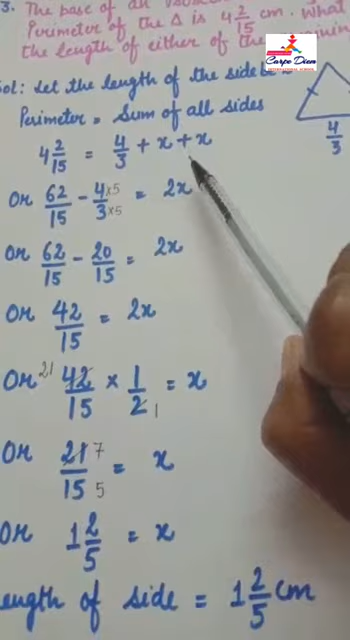 3. The base of an isos
Perimeter of the Δ is 4 2/15 cm. What
the length of either of the
Carpe Diem
Sol: Let the length of the side be x
Perimeter = Sum of all sides
4/3
4 2/15 = 4/3 + x + x
Or 62/15 - 4×5/3×5 = 2x
Or 62/15 - 20/15 = 2x
Or 42/15 = 2x
Or 21 42/15 × 1/2 1 = x
Or 21 7/15 5 = x
Or 1 2/5 = x
ength of side = 1 2/5 cm